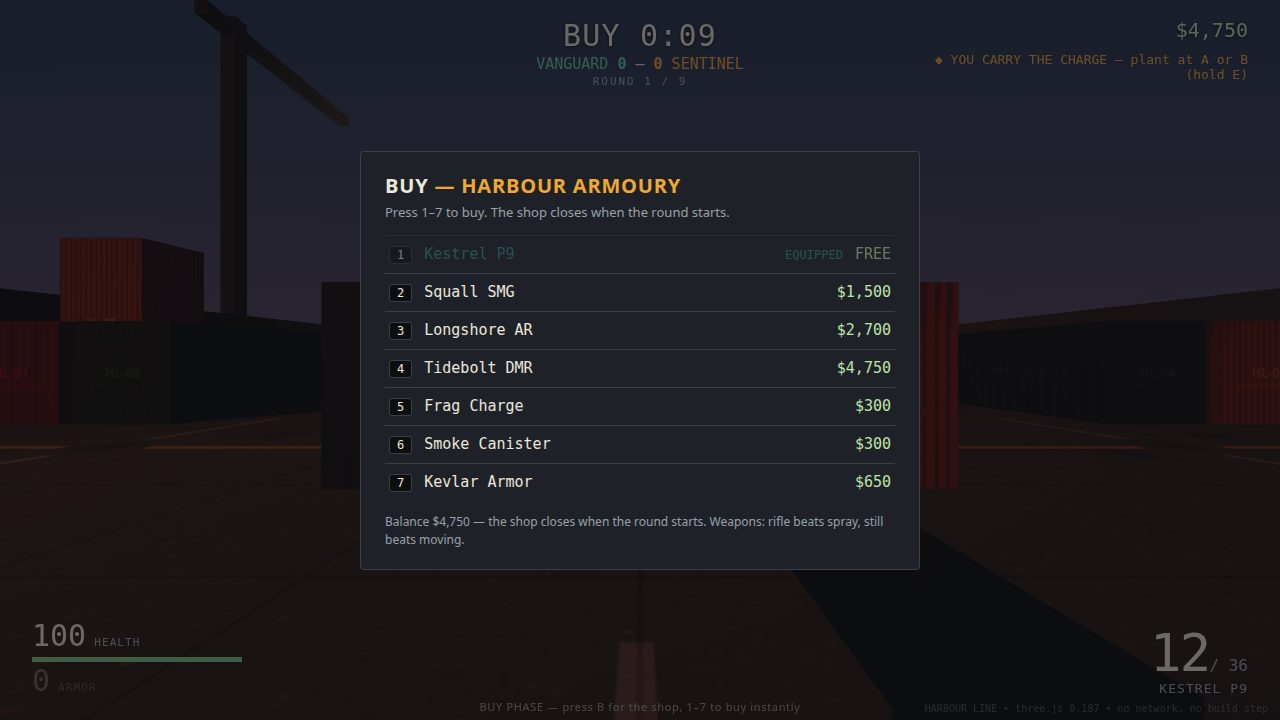 BUY 0:09
VANGUARD 0 — 0 SENTINEL
ROUND 1 / 9
$4,750
◆ YOU CARRY THE CHARGE — plant at A or B
(hold E)
BUY — HARBOUR ARMOURY
Press 1–7 to buy. The shop closes when the round starts.
1 Kestrel P9 EQUIPPED FREE
2 Squall SMG $1,500
3 Longshore AR $2,700
4 Tidebolt DMR $4,750
5 Frag Charge $300
6 Smoke Canister $300
7 Kevlar Armor $650
Balance $4,750 — the shop closes when the round starts. Weapons: rifle beats spray, still
beats moving.
HL-02
HL-04
100 HEALTH
0 ARMOR
12 / 36
KESTREL P9
BUY PHASE — press B for the shop, 1–7 to buy instantly
HARBOUR LINE • three.js 0.187 • no network, no build step